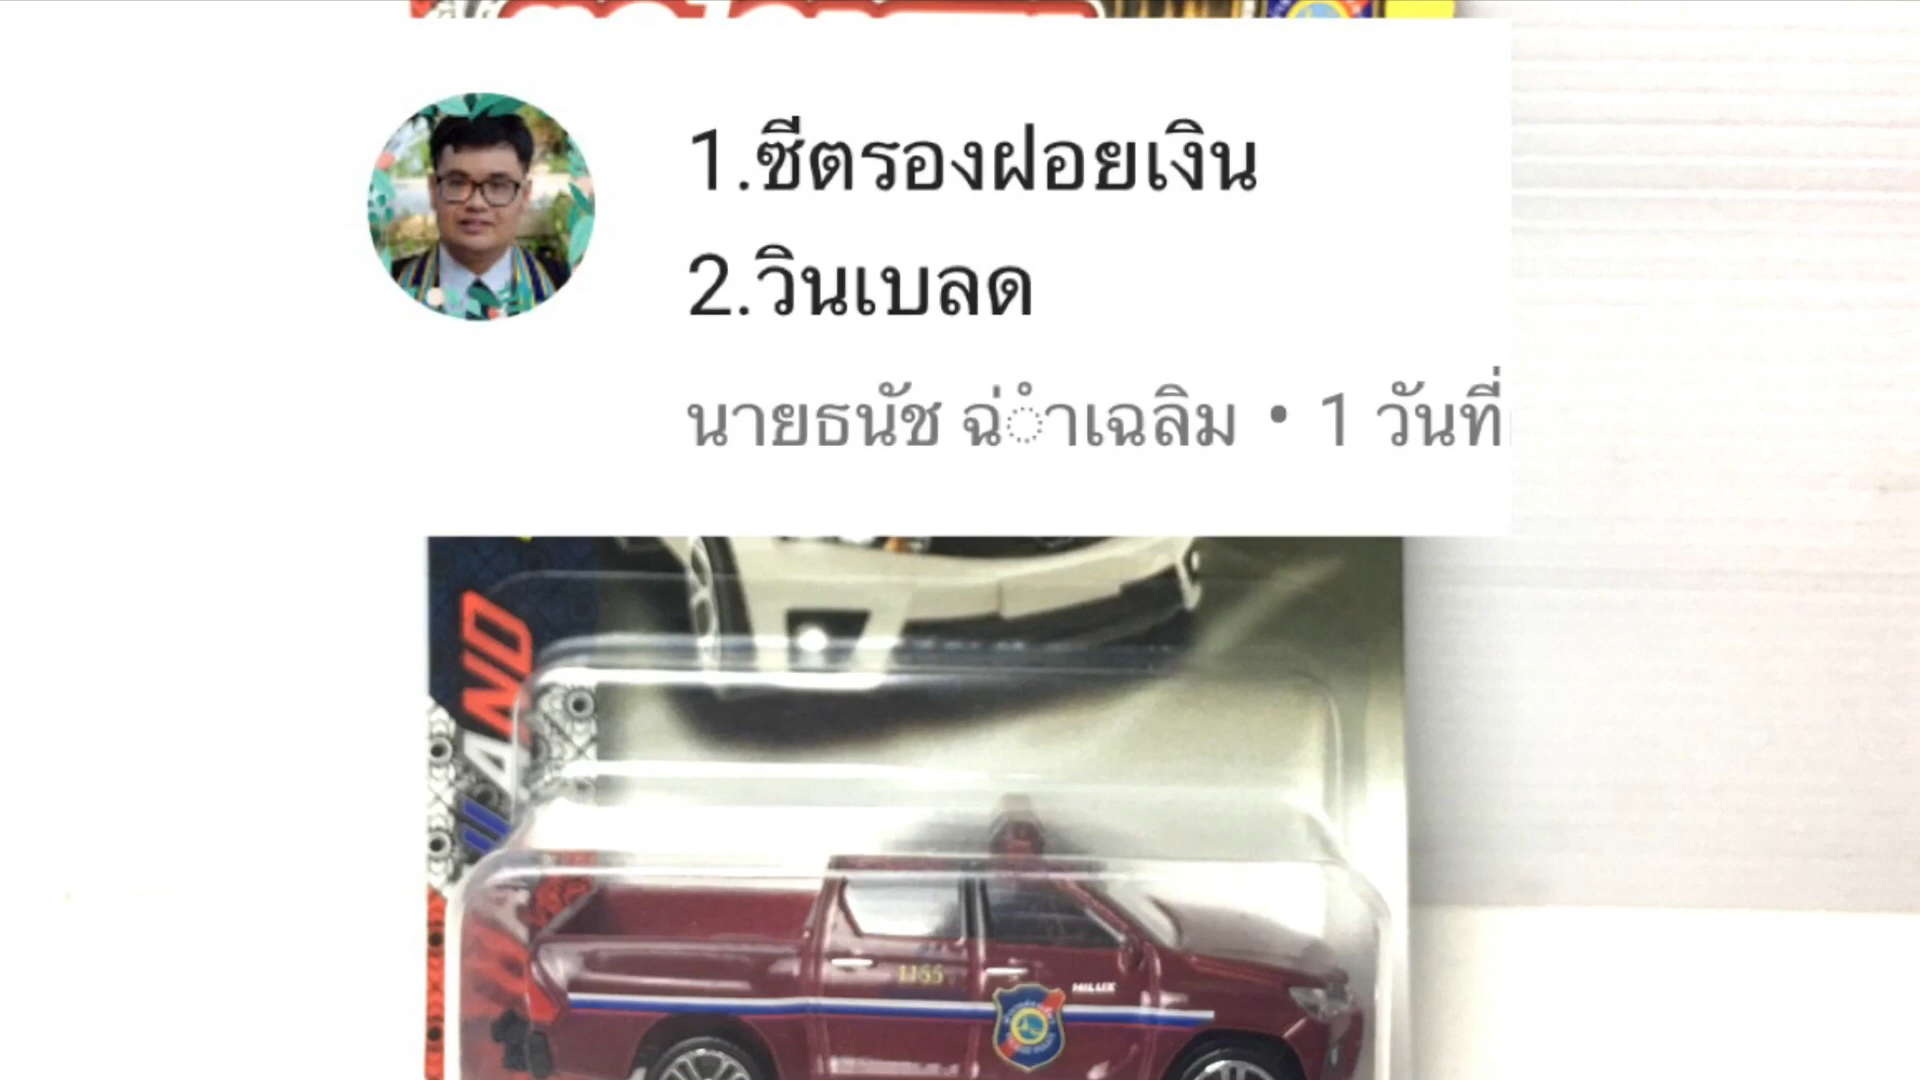 1.ซีตรองฝอยเงิน
2.วินเบลด
นายธนัช ฉ่ําเฉลิม • 1 วันที่
1155
HILUX